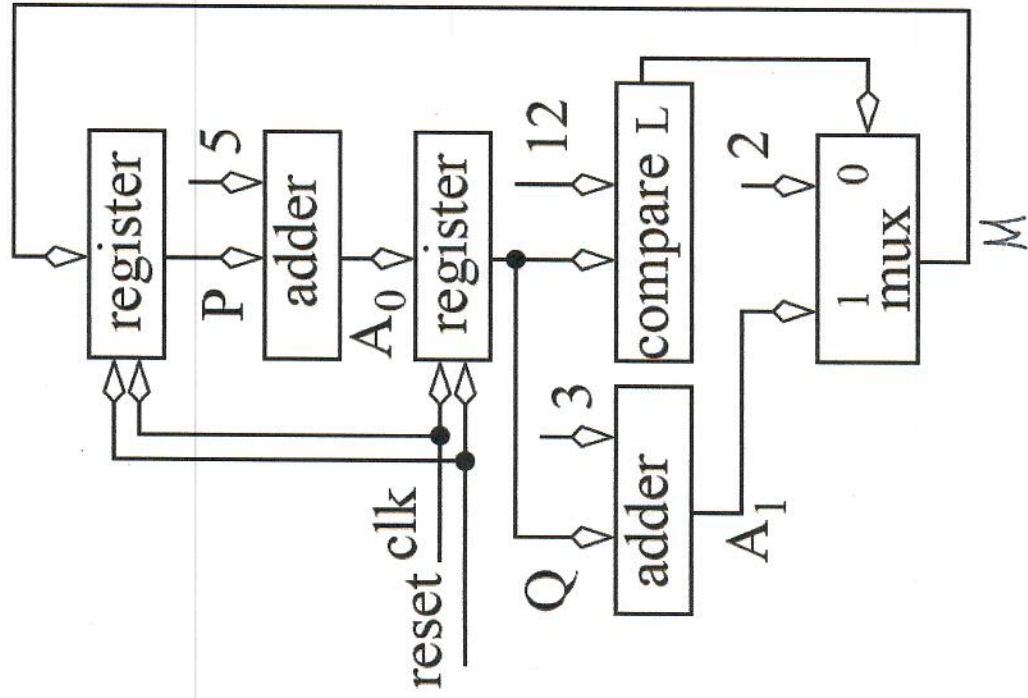 register
P 5
adder
A0
clk
reset
register
Q 3 12
adder compare L
A1 2
1 0
mux
M